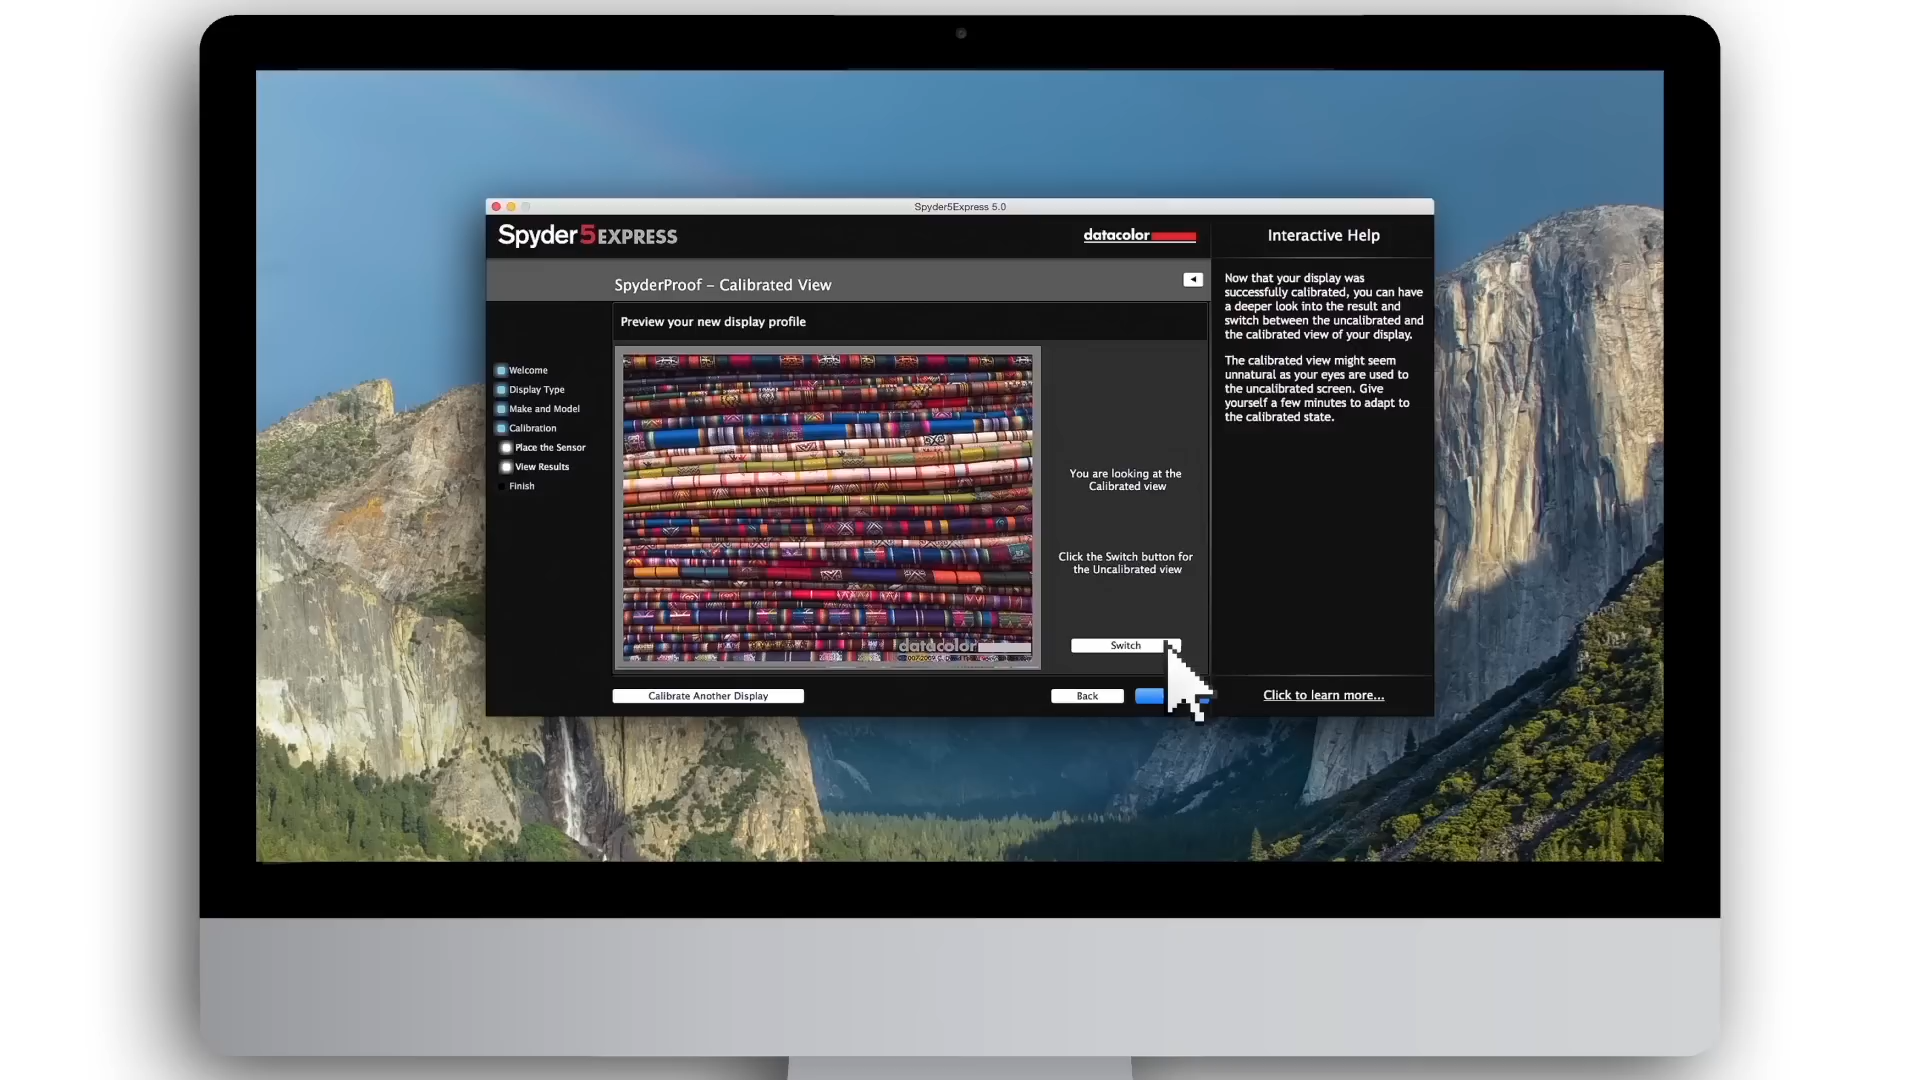 Spyder5Express 5.0
Spyder5EXPRESS
datacolor
Interactive Help
SpyderProof – Calibrated View
Preview your new display profile
Welcome
Display Type
Make and Model
Calibration
Place the Sensor
View Results
Finish
You are looking at the
Calibrated view
Click the Switch button for
the Uncalibrated view
Switch
datacolor
Calibrate Another Display
Back
Now that your display was
successfully calibrated, you can have
a deeper look into the result and
switch between the uncalibrated and
the calibrated view of your display.
The calibrated view might seem
unnatural as your eyes are used to
the uncalibrated screen. Give
yourself a few minutes to adapt to
the calibrated state.
Click to learn more...